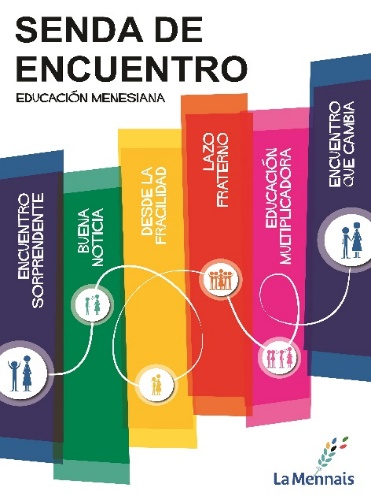 SENDA DE
ENCUENTRO
EDUCACIÓN MENESIANA
ENCUENTRO
SORPRENDENTE
BUENA
NOTICIA
DESDE LA
FRAGILIDAD
LAZO
FRATERNO
EDUCACIÓN
MULTIPLICADORA
ENCUENTRO
QUE CAMBIA
La Mennais